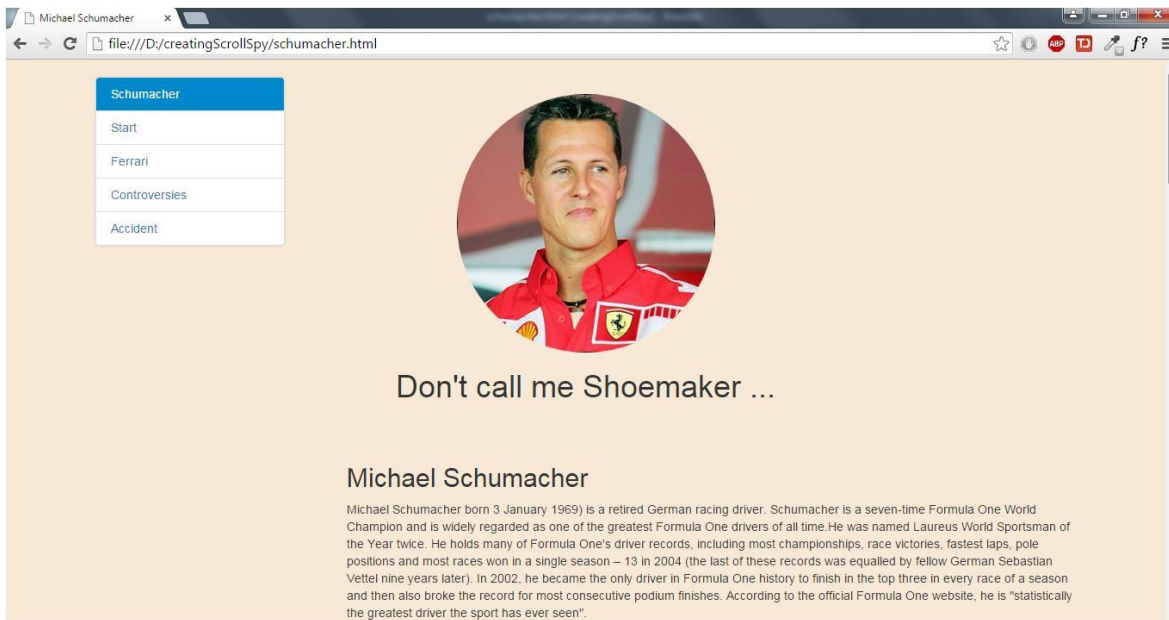 Michael Schumacher
file:///D:/creatingScrollSpy/schumacher.html
ABP
f?
Schumacher
Start
Ferrari
Controversies
Accident
Don't call me Shoemaker ...
Michael Schumacher
Michael Schumacher born 3 January 1969) is a retired German racing driver. Schumacher is a seven-time Formula One World
Champion and is widely regarded as one of the greatest Formula One drivers of all time.He was named Laureus World Sportsman of
the Year twice. He holds many of Formula One's driver records, including most championships, race victories, fastest laps, pole
positions and most races won in a single season – 13 in 2004 (the last of these records was equalled by fellow German Sebastian
Vettel nine years later). In 2002, he became the only driver in Formula One history to finish in the top three in every race of a season
and then also broke the record for most consecutive podium finishes. According to the official Formula One website, he is "statistically
the greatest driver the sport has ever seen".